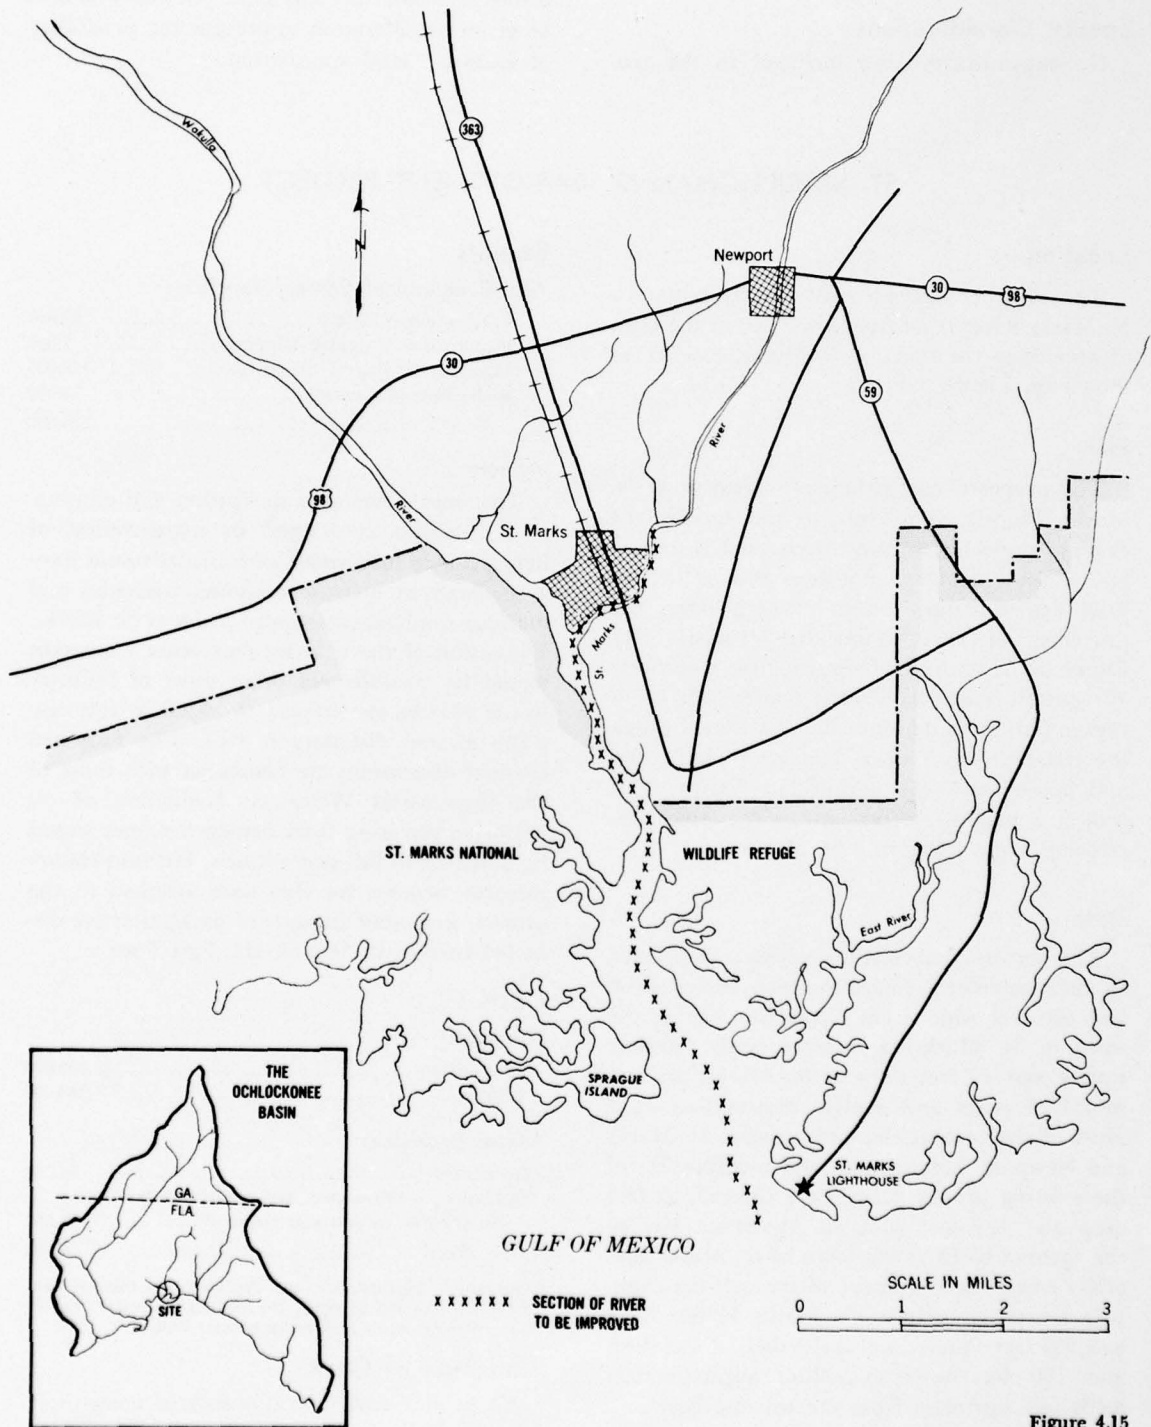 363
Wakulla
N
Newport
30
98
30
59
River
98
River
St. Marks
Marks
St.
ST. MARKS NATIONAL WILDLIFE REFUGE
East River
SPRAGUE
ISLAND
THE
OCHLOCKONEE
BASIN
GA.
FLA.
SITE
ST. MARKS
LIGHTHOUSE
GULF OF MEXICO
X X X X X X SECTION OF RIVER
TO BE IMPROVED
SCALE IN MILES
0 1 2 3
Figure 4.15